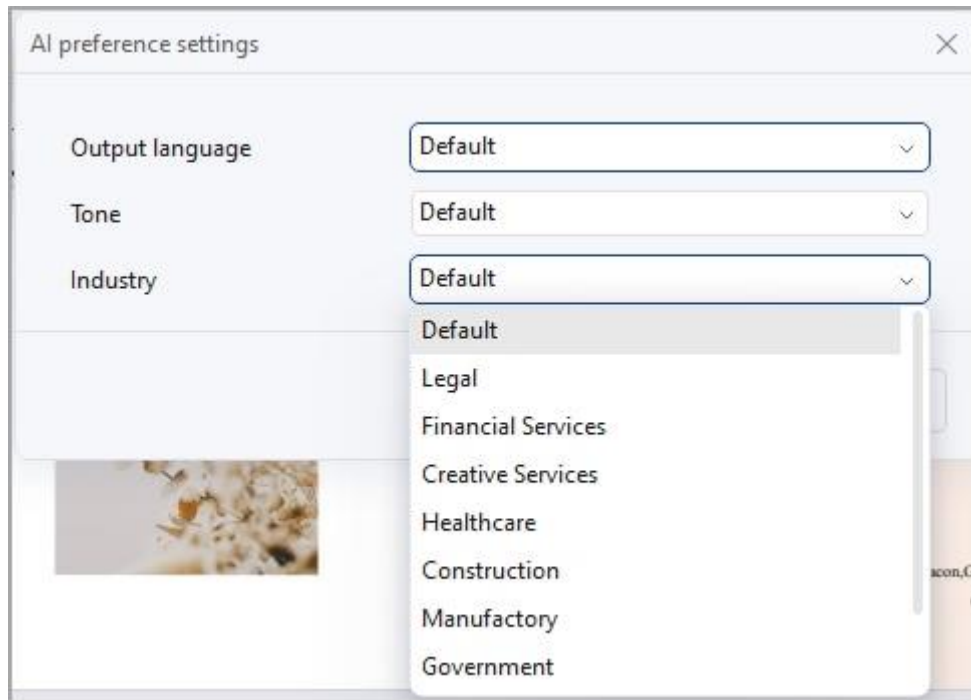 AI preference settings
Output language Default
Tone Default
Industry Default
Default
Legal
Financial Services
Creative Services
Healthcare
Construction
Manufactory
Government